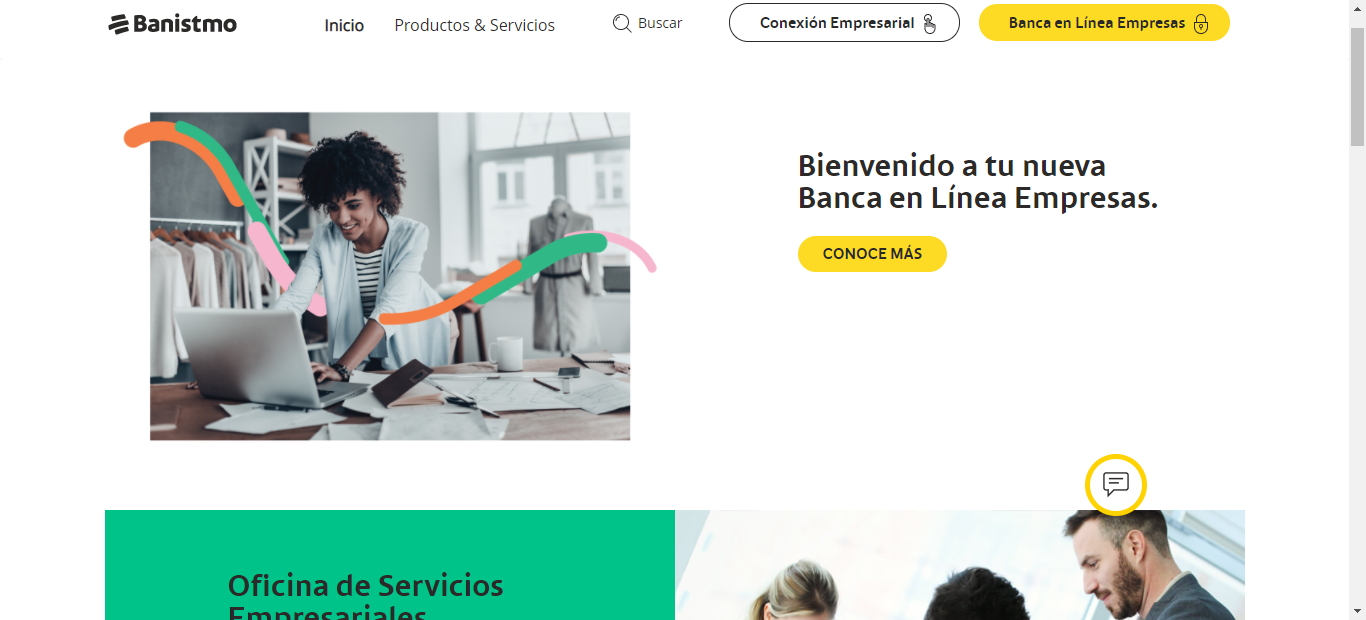 Banistmo
Inicio
Productos & Servicios
Buscar
Conexión Empresarial
Banca en Línea Empresas
Bienvenido a tu nueva
Banca en Línea Empresas.
CONOCE MÁS
Oficina de Servicios
Empresariales